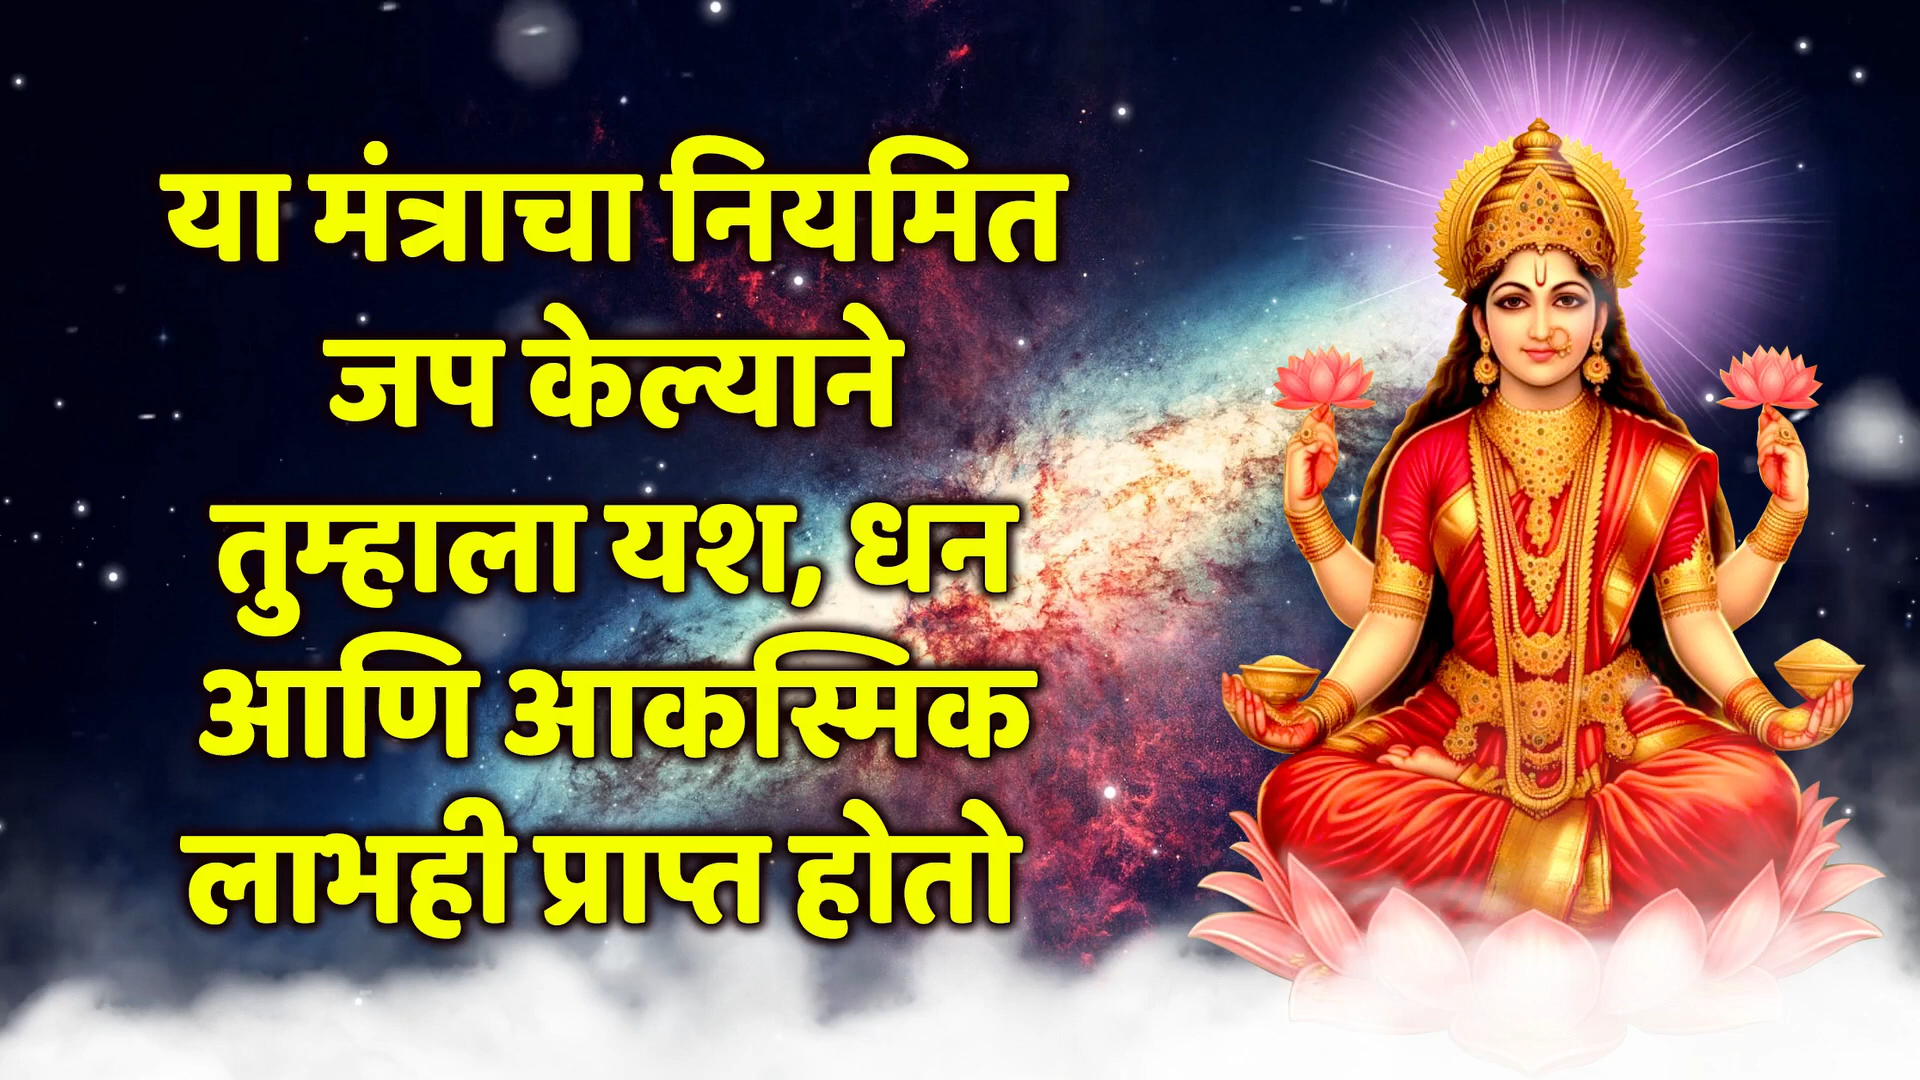 या मंत्राचा नियमित
जप केल्याने
तुम्हाला यश, धन
आणि आकस्मिक
लाभही प्राप्त होतो